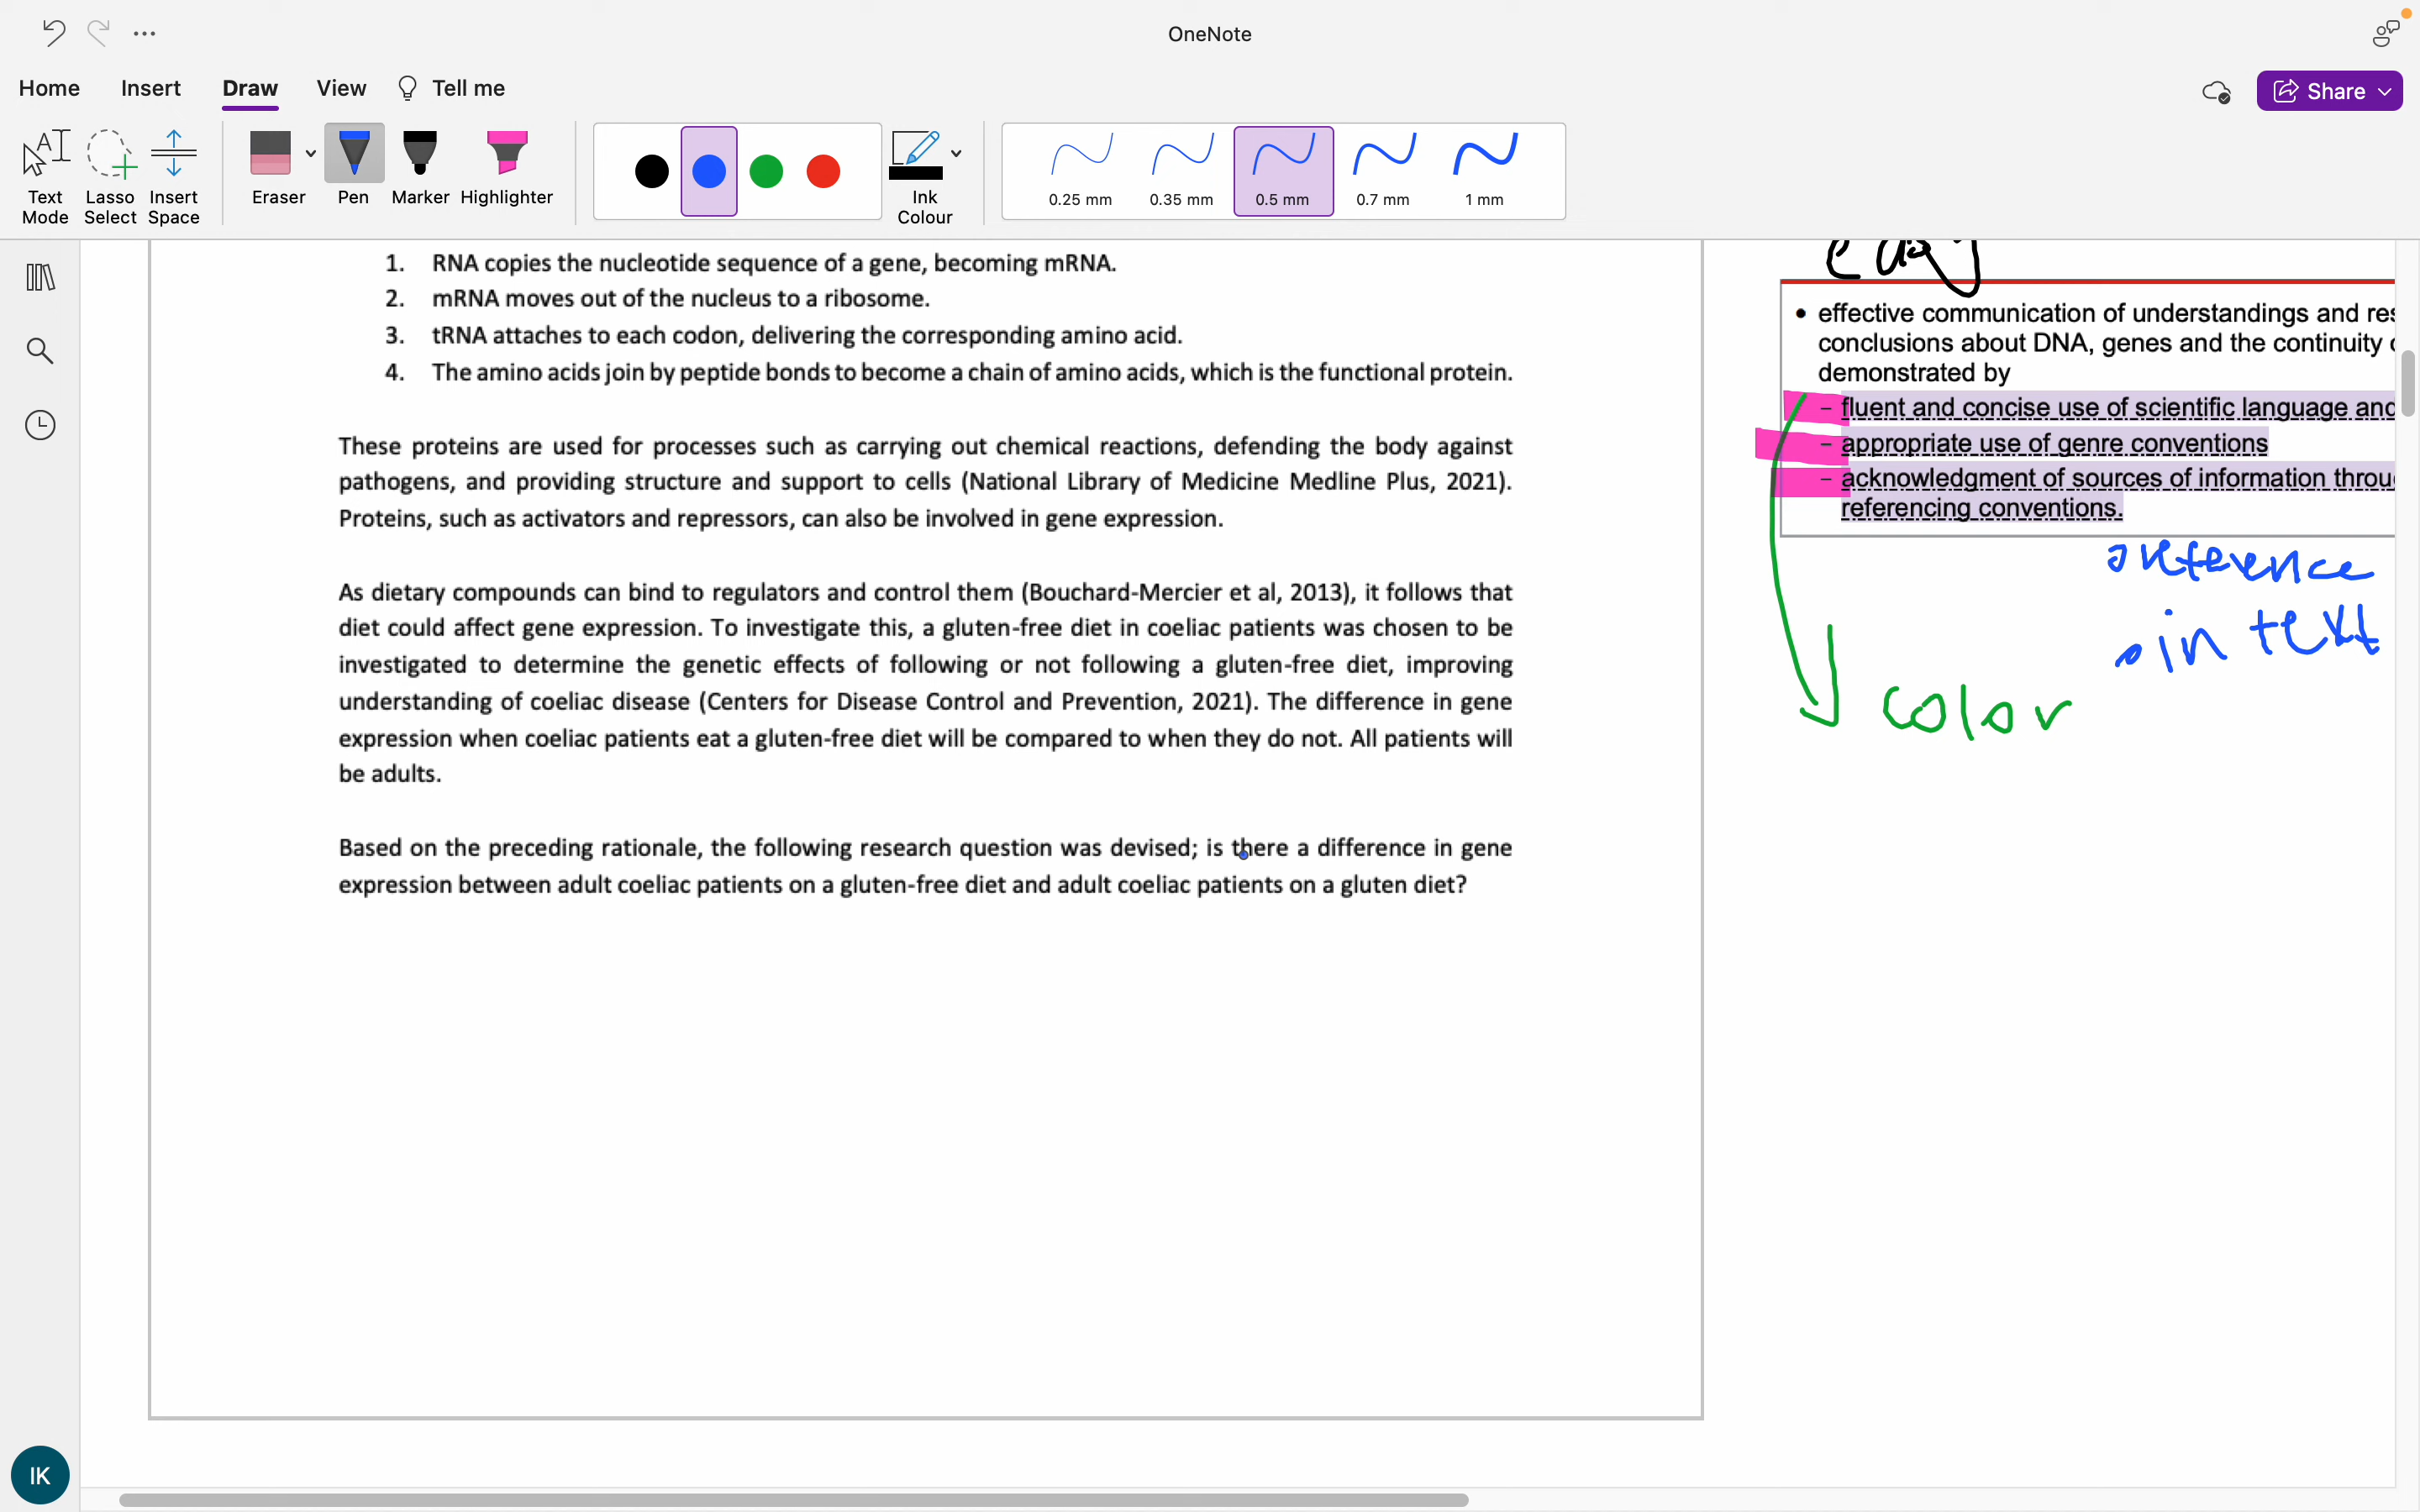 OneNote
Home Insert Draw View Tell me
Share
Text Mode
Lasso Select
Insert Space
Eraser
Pen
Marker
Highlighter
Ink Colour
0.25 mm
0.35 mm
0.5 mm
0.7 mm
1 mm
1. RNA copies the nucleotide sequence of a gene, becoming mRNA.
2. mRNA moves out of the nucleus to a ribosome.
3. tRNA attaches to each codon, delivering the corresponding amino acid.
4. The amino acids join by peptide bonds to become a chain of amino acids, which is the functional protein.
These proteins are used for processes such as carrying out chemical reactions, defending the body against
pathogens, and providing structure and support to cells (National Library of Medicine Medline Plus, 2021).
Proteins, such as activators and repressors, can also be involved in gene expression.
As dietary compounds can bind to regulators and control them (Bouchard-Mercier et al, 2013), it follows that
diet could affect gene expression. To investigate this, a gluten-free diet in coeliac patients was chosen to be
investigated to determine the genetic effects of following or not following a gluten-free diet, improving
understanding of coeliac disease (Centers for Disease Control and Prevention, 2021). The difference in gene
expression when coeliac patients eat a gluten-free diet will be compared to when they do not. All patients will
be adults.
Based on the preceding rationale, the following research question was devised; is there a difference in gene
expression between adult coeliac patients on a gluten-free diet and adult coeliac patients on a gluten diet?
• effective communication of understandings and res
conclusions about DNA, genes and the continuity
demonstrated by
– fluent and concise use of scientific language and
– appropriate use of genre conventions
– acknowledgment of sources of information throu
referencing conventions.
reference
in text
color
IK